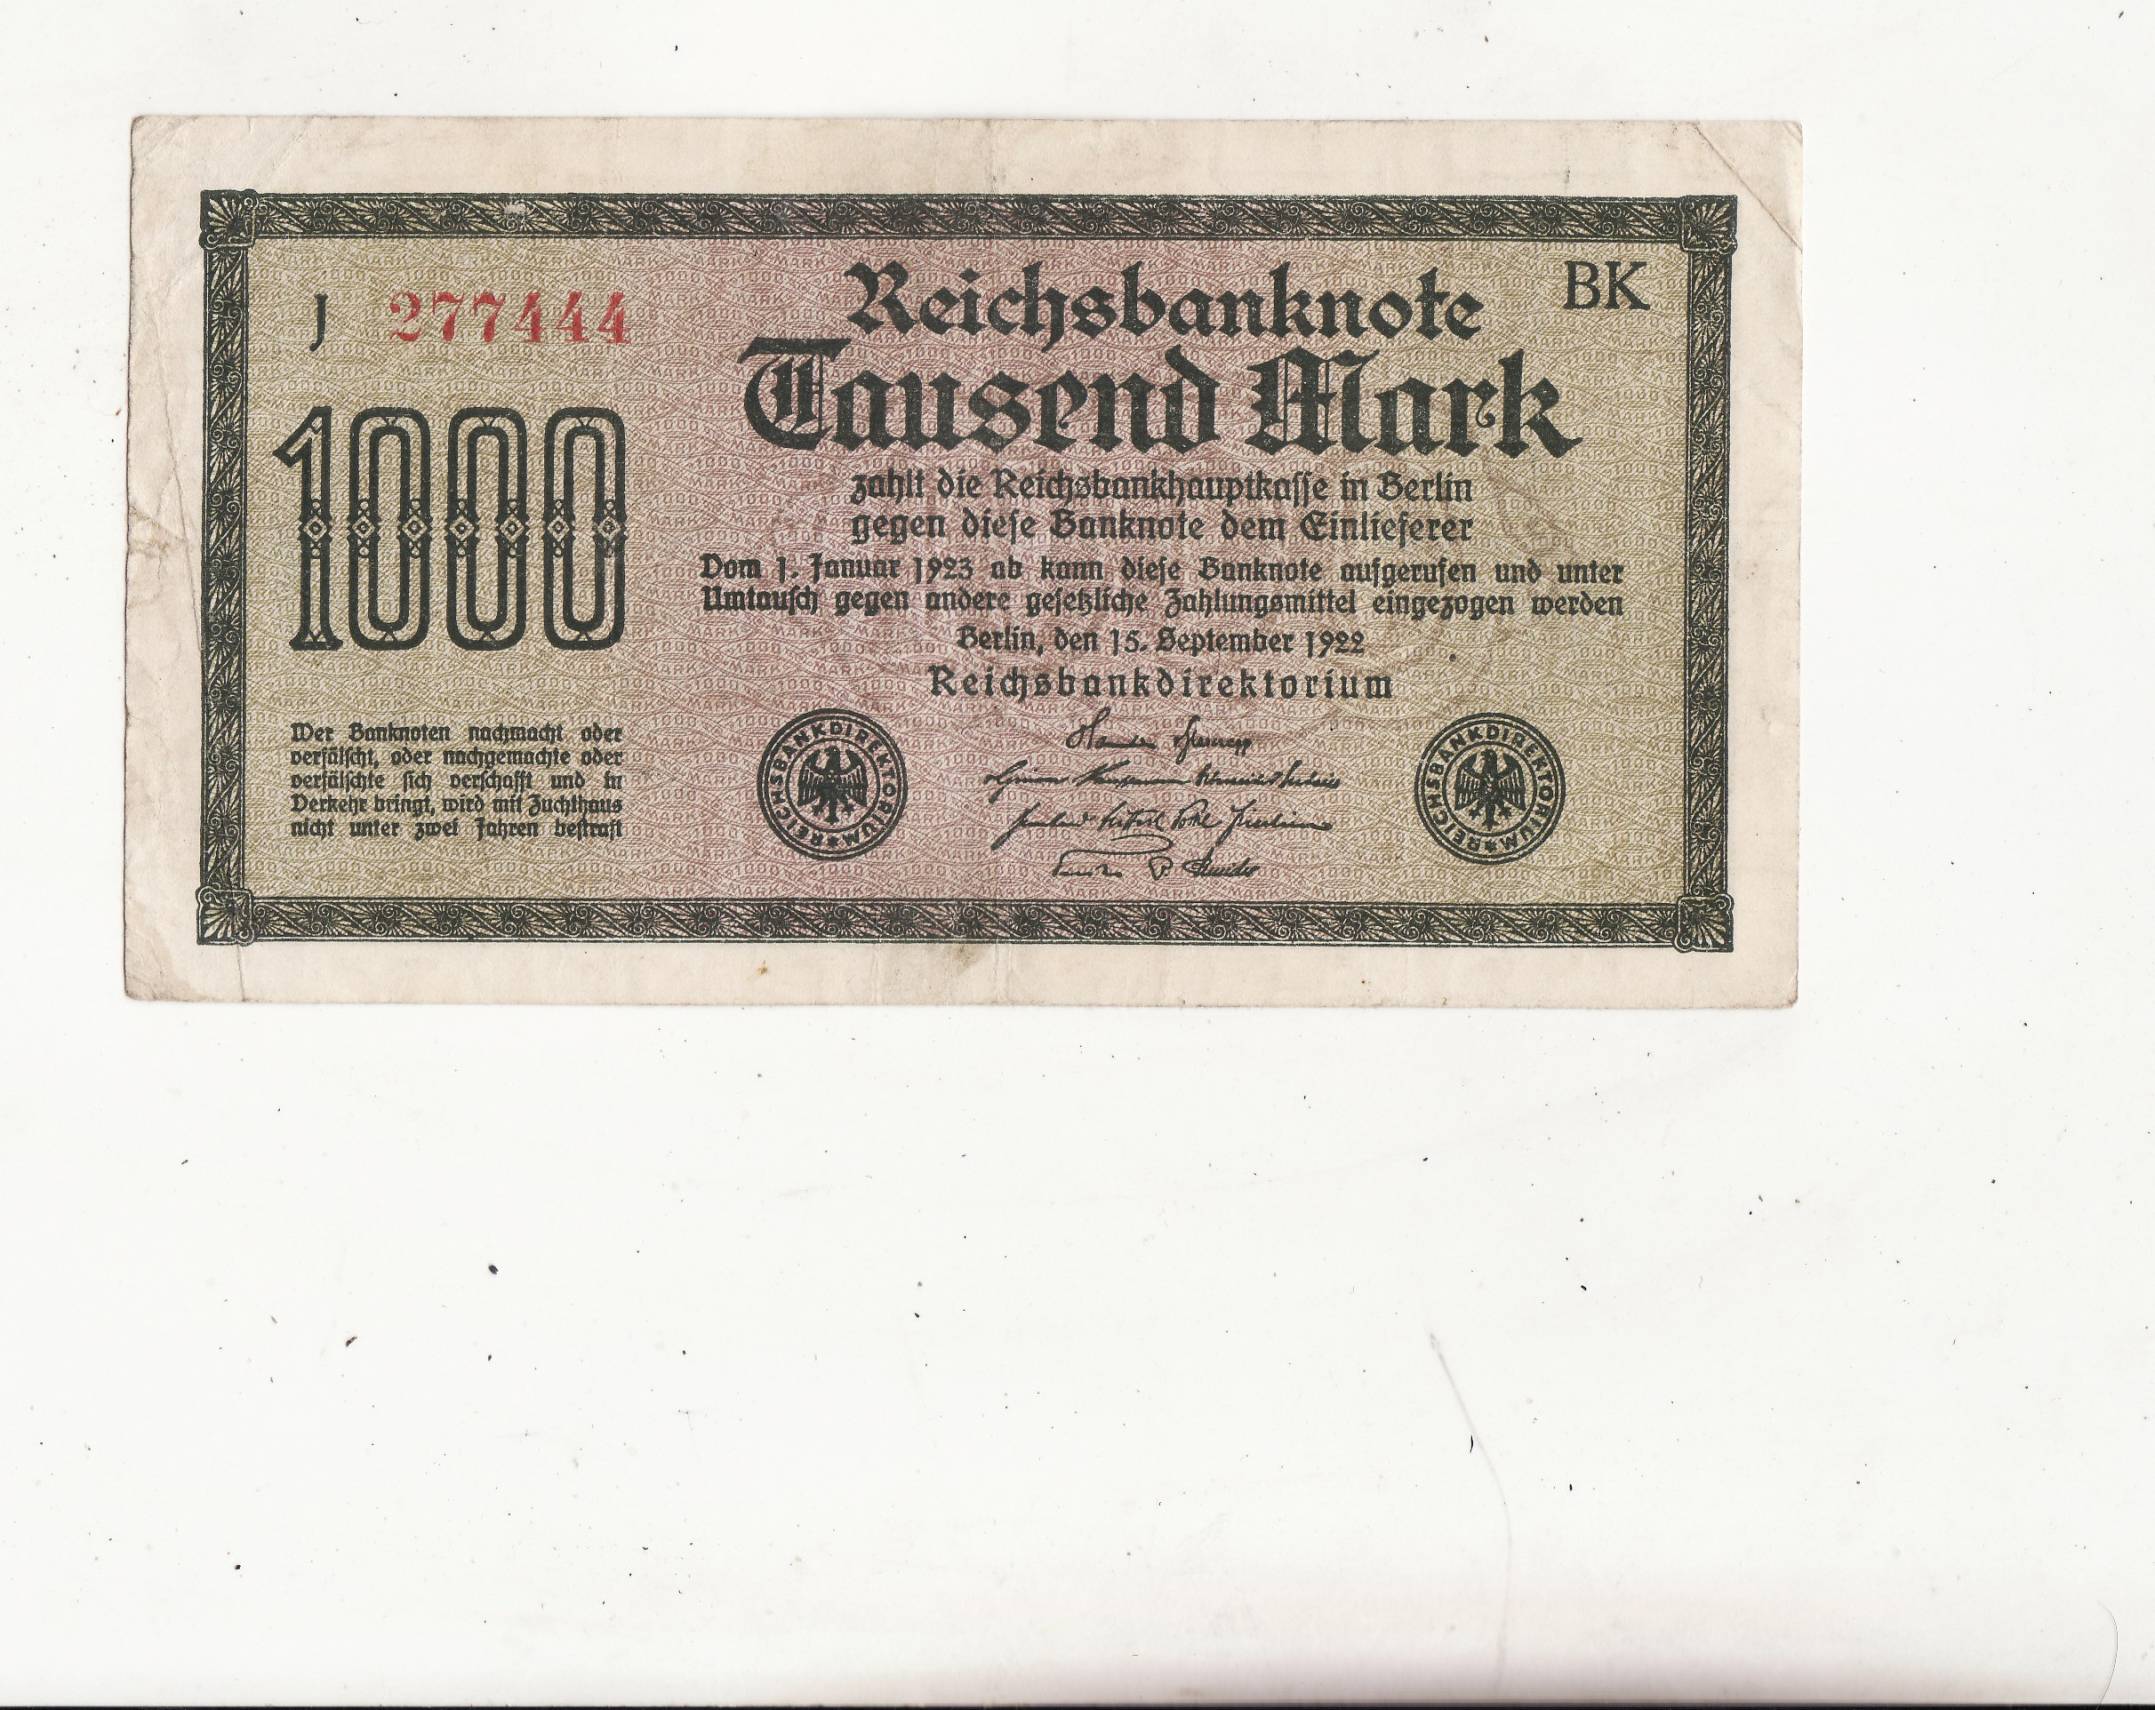 J 277444
Reichsbanknote
BK
Tausend Mark
1000
zahlt die Reichsbankhauptkasse in Berlin
gegen diese Banknote dem Einlieferer
Vom 1. Januar 1923 ab kann diese Banknote aufgerufen und unter
Umtausch gegen andere gesetzliche Zahlungsmittel eingezogen werden
Berlin, den 15. September 1922
Reichsbankdirektorium
Wer Banknoten nachmacht oder
verfälscht, oder nachgemachte oder
verfälschte sich verschafft und in
Verkehr bringt, wird mit Zuchthaus
nicht unter zwei Jahren bestraft
REICHSBANKDIREKTORIUM
REICHSBANKDIREKTORIUM